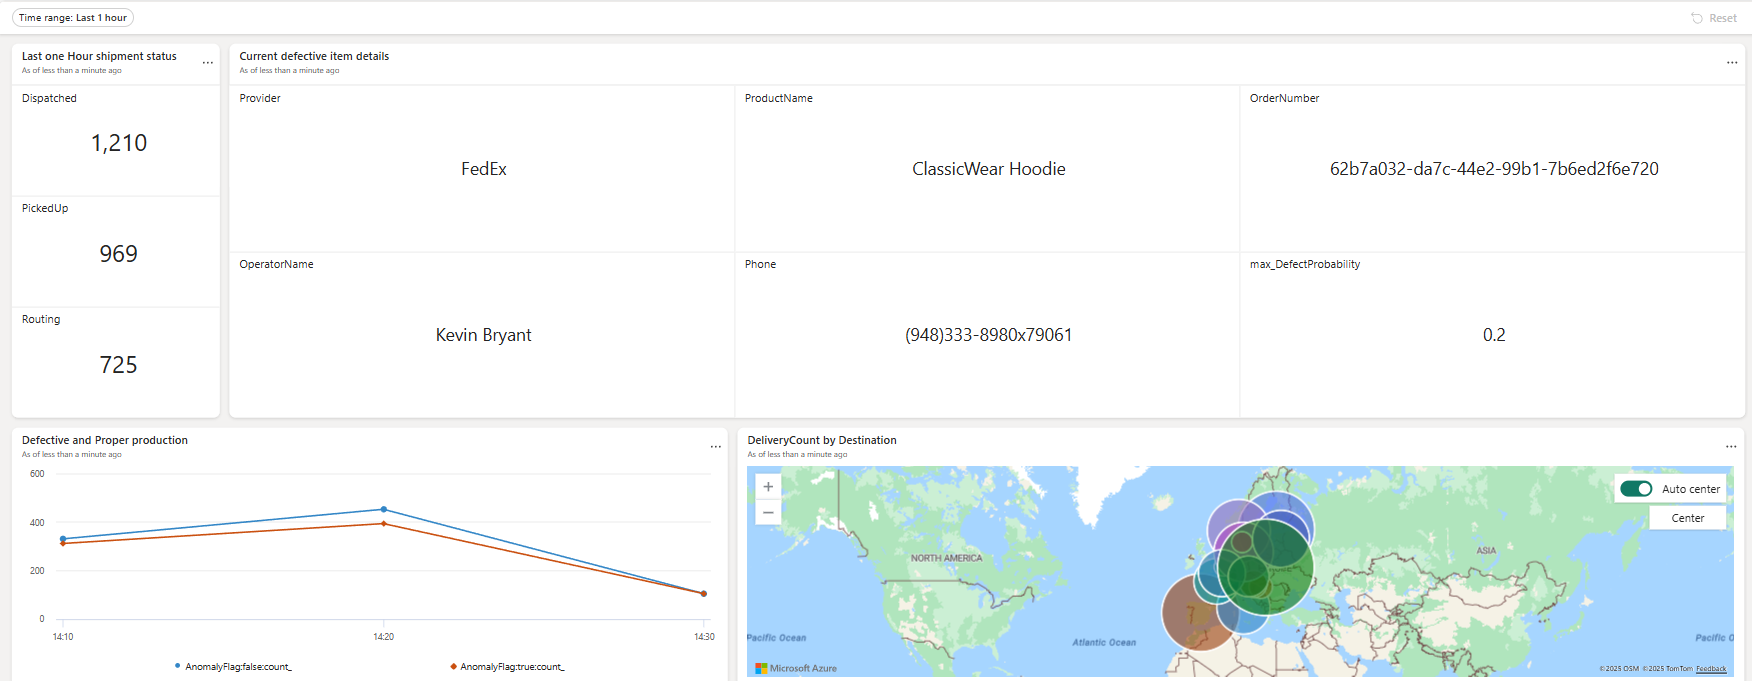 Time range: Last 1 hour
Reset
Last one Hour shipment status
As of less than a minute ago
...
Dispatched
1,210
PickedUp
969
Routing
725
Current defective item details
As of less than a minute ago
...
Provider
FedEx
ProductName
ClassicWear Hoodie
OrderNumber
62b7a032-da7c-44e2-99b1-7b6ed2f6e720
OperatorName
Kevin Bryant
Phone
(948)333-8980x79061
max_DefectProbability
0.2
Defective and Proper production
As of less than a minute ago
...
600
400
200
0
14:10
14:20
14:30
AnomalyFlag:false:count_
AnomalyFlag:true:count_
DeliveryCount by Destination
As of less than a minute ago
...
+
−
Auto center
Center
NORTH AMERICA
ASIA
Pacific Ocean
Atlantic Ocean
Pacific O
Microsoft Azure
©2025 OSM ©2025 TomTom Feedback